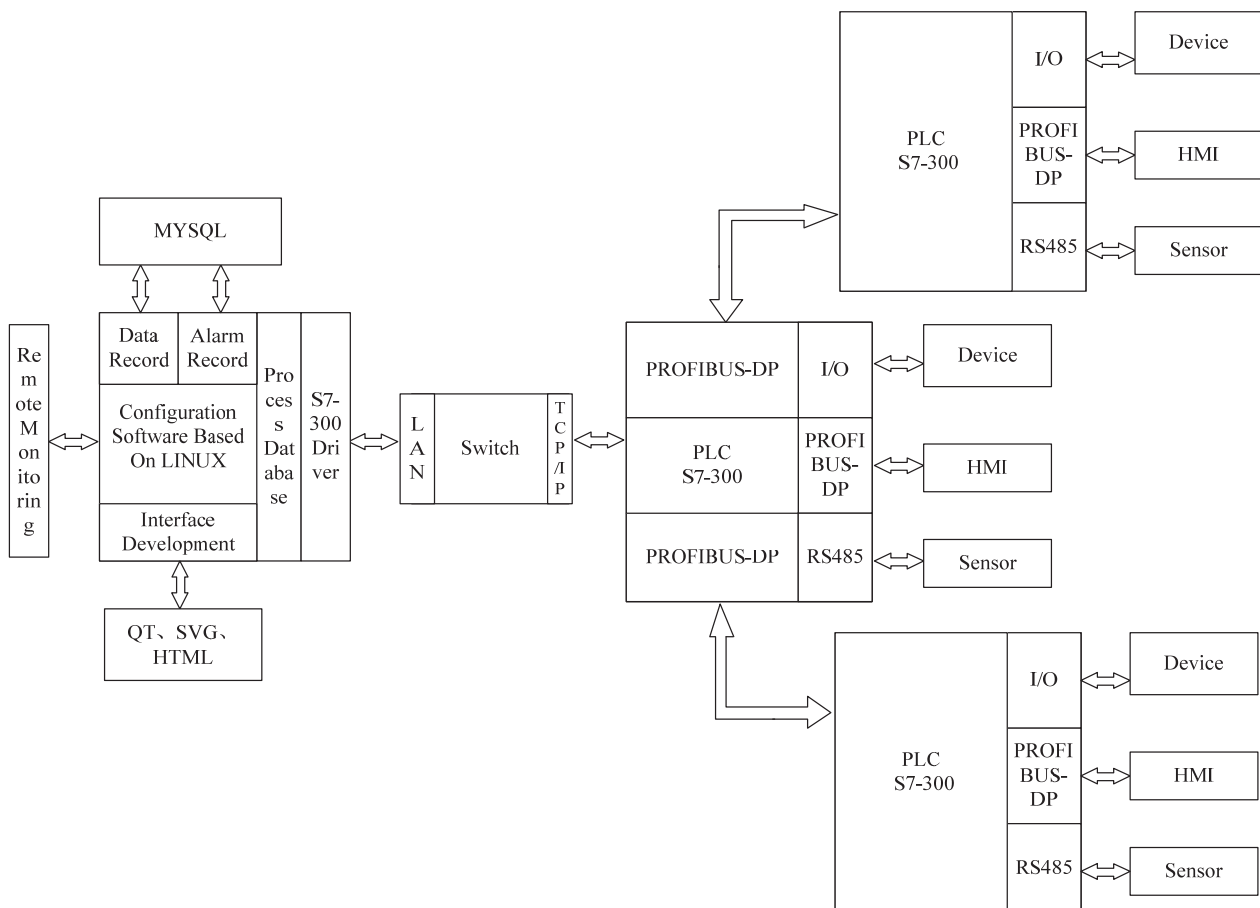 MYSQL
Re
m
ote
M
on
itor
ing
Data
Record
Alarm
Record
Configuration
Software Based
On LINUX
Interface
Development
Pro
ces
s
Dat
aba
se
S7-
300
Dri
ver
QT、SVG、
HTML
L
A
N
Switch
T
C
P
/I
P
PROFIBUS-DP
PLC
S7-300
PROFIBUS-DP
I/O
PROFI
BUS-
DP
RS485
Device
HMI
Sensor
PLC
S7-300
I/O
PROFI
BUS-
DP
RS485
Device
HMI
Sensor
PLC
S7-300
I/O
PROFI
BUS-
DP
RS485
Device
HMI
Sensor